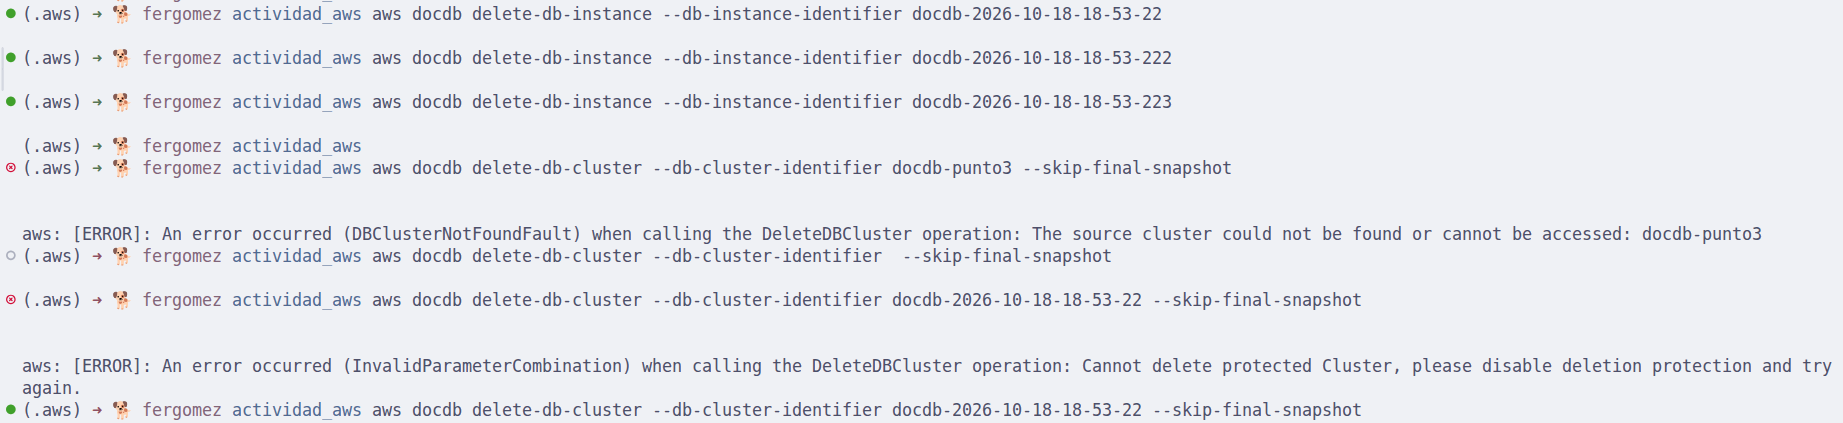 (.aws) ➜ 🐕 fergomez actividad_aws aws docdb delete-db-instance --db-instance-identifier docdb-2026-10-18-18-53-22
(.aws) ➜ 🐕 fergomez actividad_aws aws docdb delete-db-instance --db-instance-identifier docdb-2026-10-18-18-53-222
(.aws) ➜ 🐕 fergomez actividad_aws aws docdb delete-db-instance --db-instance-identifier docdb-2026-10-18-18-53-223
(.aws) ➜ 🐕 fergomez actividad_aws
(.aws) ➜ 🐕 fergomez actividad_aws aws docdb delete-db-cluster --db-cluster-identifier docdb-punto3 --skip-final-snapshot
aws: [ERROR]: An error occurred (DBClusterNotFoundFault) when calling the DeleteDBCluster operation: The source cluster could not be found or cannot be accessed: docdb-punto3
(.aws) ➜ 🐕 fergomez actividad_aws aws docdb delete-db-cluster --db-cluster-identifier  --skip-final-snapshot
(.aws) ➜ 🐕 fergomez actividad_aws aws docdb delete-db-cluster --db-cluster-identifier docdb-2026-10-18-18-53-22 --skip-final-snapshot
aws: [ERROR]: An error occurred (InvalidParameterCombination) when calling the DeleteDBCluster operation: Cannot delete protected Cluster, please disable deletion protection and try
again.
(.aws) ➜ 🐕 fergomez actividad_aws aws docdb delete-db-cluster --db-cluster-identifier docdb-2026-10-18-18-53-22 --skip-final-snapshot